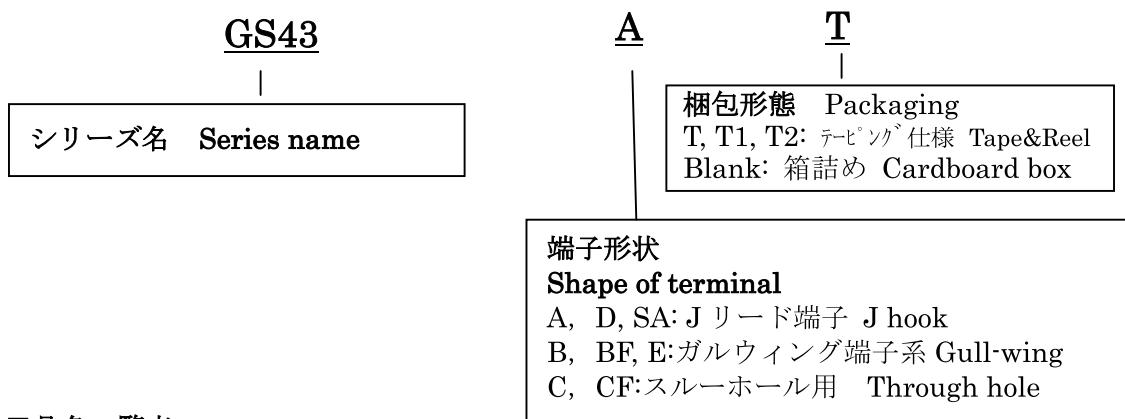 GS43 A T
シリーズ名 Series name
梱包形態 Packaging
T, T1, T2: ﾃｰﾋﾟﾝｸﾞ仕様 Tape&Reel
Blank: 箱詰め Cardboard box
端子形状
Shape of terminal
A, D, SA: J リード端子 J hook
B, BF, E:ガルウィング端子系 Gull-wing
C, CF:スルーホール用 Through hole